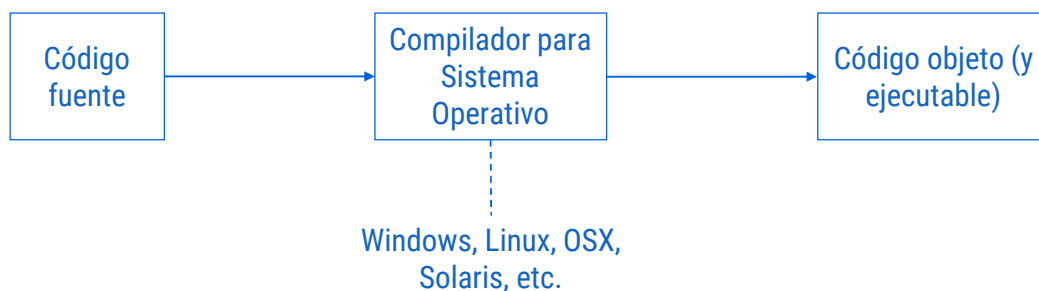 Código
fuente
Compilador para
Sistema
Operativo
Código objeto (y
ejecutable)
Windows, Linux, OSX,
Solaris, etc.